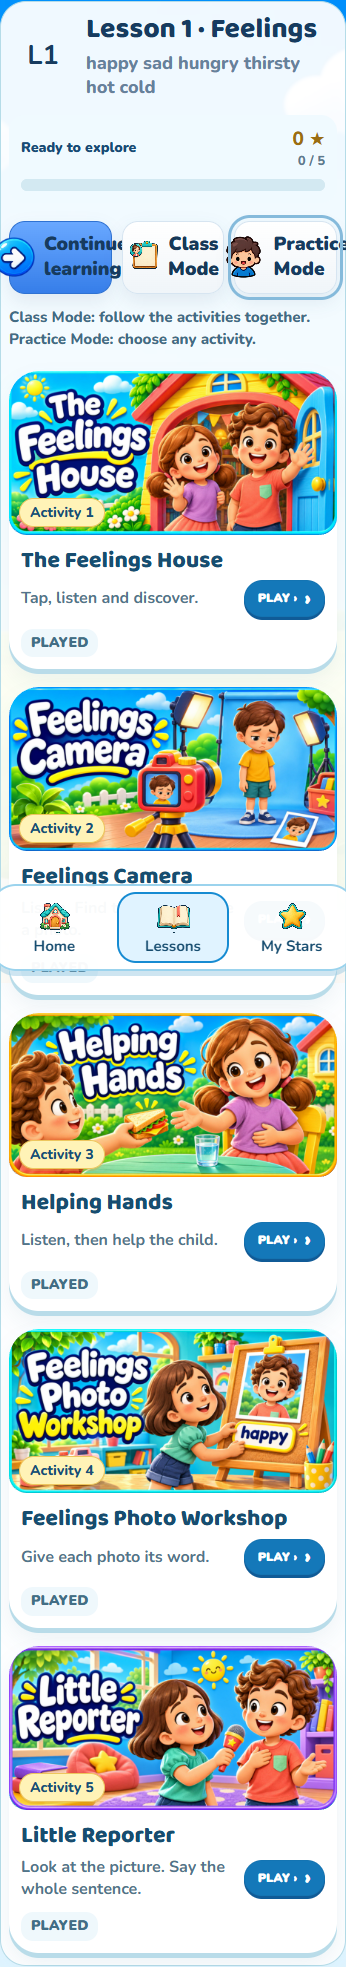 L1
Lesson 1 · Feelings
happy sad hungry thirsty
hot cold
Ready to explore
0 ★
0 / 5
Continue
learning
Class
Mode
Practice
Mode
Class Mode: follow the activities together.
Practice Mode: choose any activity.
The
Feelings
House
Activity 1
The Feelings House
Tap, listen and discover.
PLAY
PLAYED
Feelings
Camera
Activity 2
Feelings Camera
Home
Lessons
My Stars
PLAYED
Helping
Hands
Activity 3
Helping Hands
Listen, then help the child.
PLAY
PLAYED
Feelings
Photo
Workshop
happy
Activity 4
Feelings Photo Workshop
Give each photo its word.
PLAY
PLAYED
Little
Reporter
Activity 5
Little Reporter
Look at the picture. Say the
whole sentence.
PLAY
PLAYED